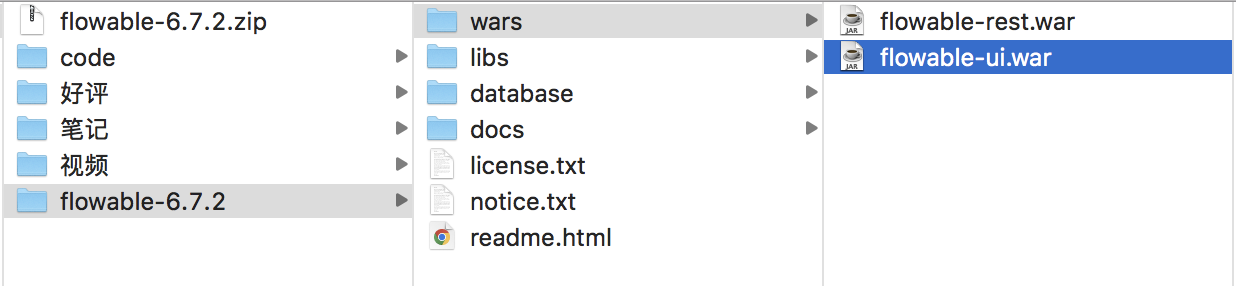 flowable-6.7.2.zip
code
好评
笔记
视频
flowable-6.7.2
wars
libs
database
docs
license.txt
notice.txt
readme.html
JAR
flowable-rest.war
JAR
flowable-ui.war